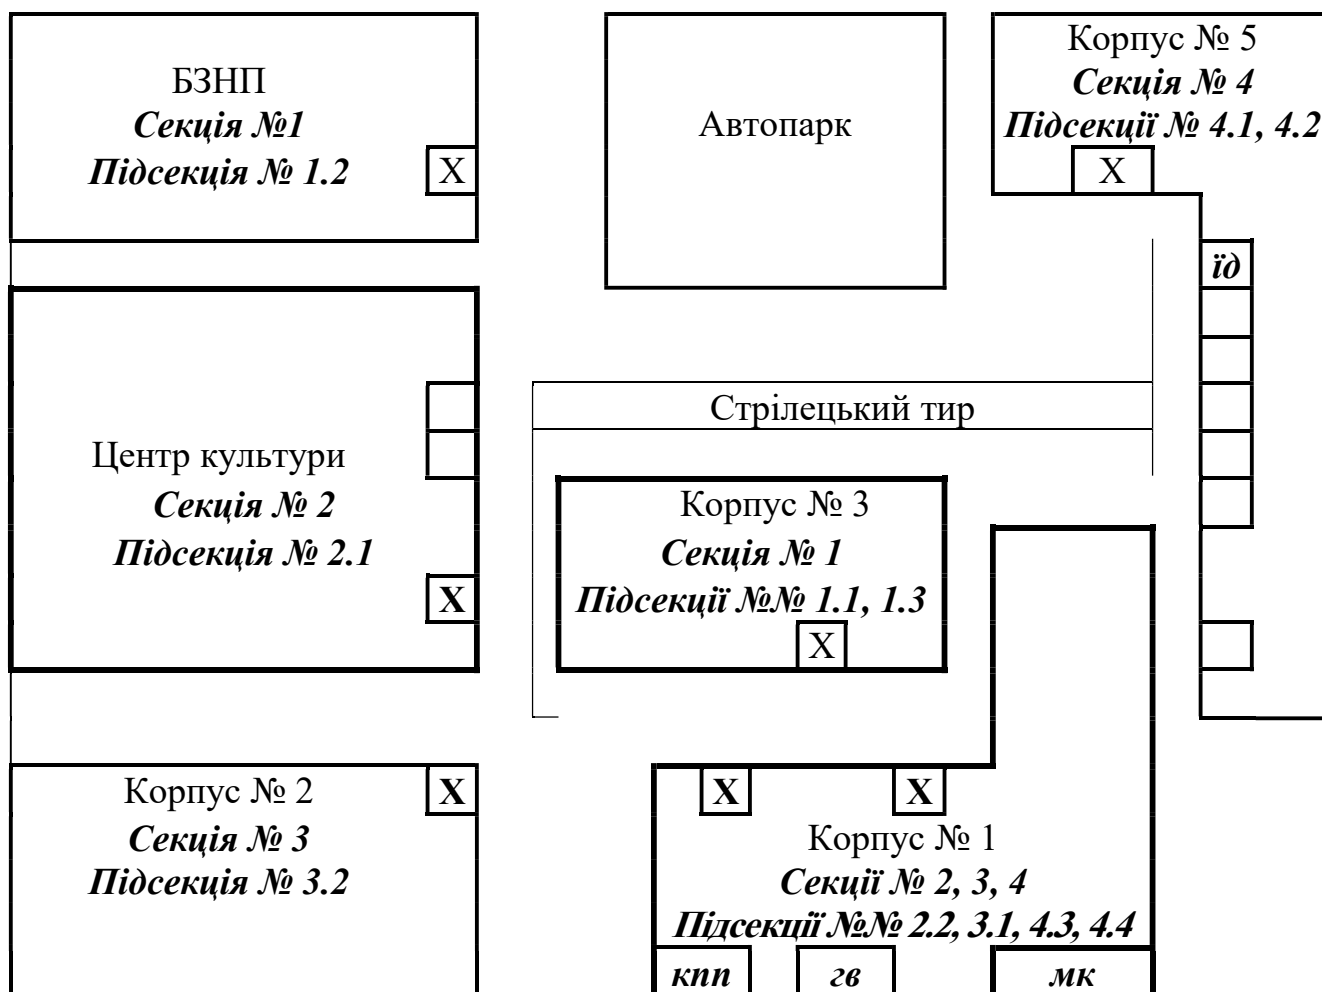 БЗНП
Секція №1
Підсекція № 1.2
Х
Автопарк
Корпус № 5
Секція № 4
Підсекції № 4.1, 4.2
Х
їд
Стрілецький тир
Центр культури
Секція № 2
Підсекція № 2.1
Х
Корпус № 3
Секція № 1
Підсекції №№ 1.1, 1.3
Х
Корпус № 2
Х
Секція № 3
Підсекція № 3.2
Х
Х
Корпус № 1
Секції № 2, 3, 4
Підсекції №№ 2.2, 3.1, 4.3, 4.4
кпп
гв
мк